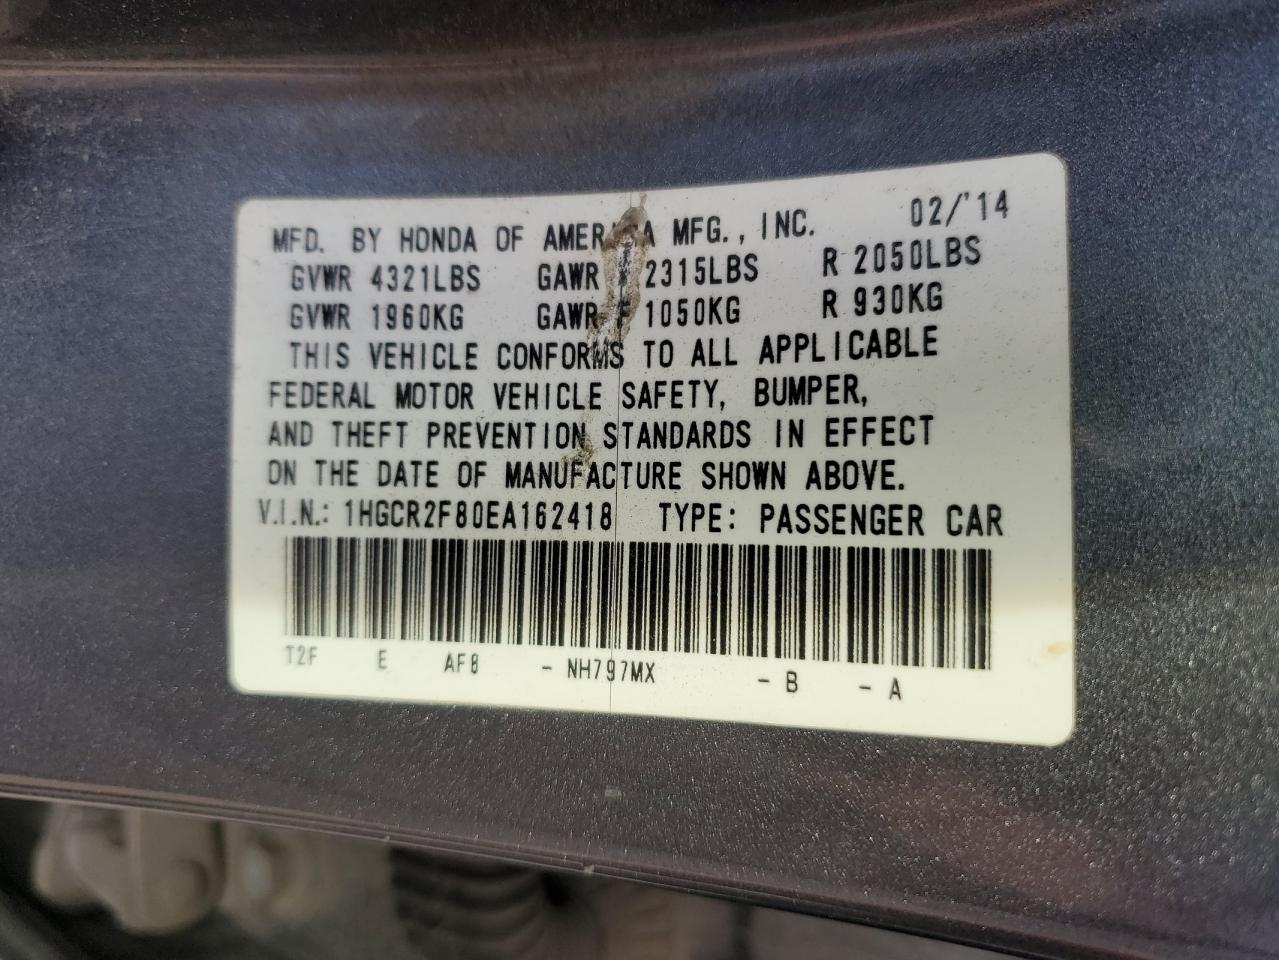 MFD. BY HONDA OF AMERICA MFG., INC. 02/'14
GVWR 4321LBS GAWR F 2315LBS R 2050LBS
GVWR 1960KG GAWR F 1050KG R 930KG
THIS VEHICLE CONFORMS TO ALL APPLICABLE
FEDERAL MOTOR VEHICLE SAFETY, BUMPER,
AND THEFT PREVENTION STANDARDS IN EFFECT
ON THE DATE OF MANUFACTURE SHOWN ABOVE.
V.I.N.: 1HGCR2F80EA162418 TYPE: PASSENGER CAR
T2F E AF8 - NH797MX - B - A